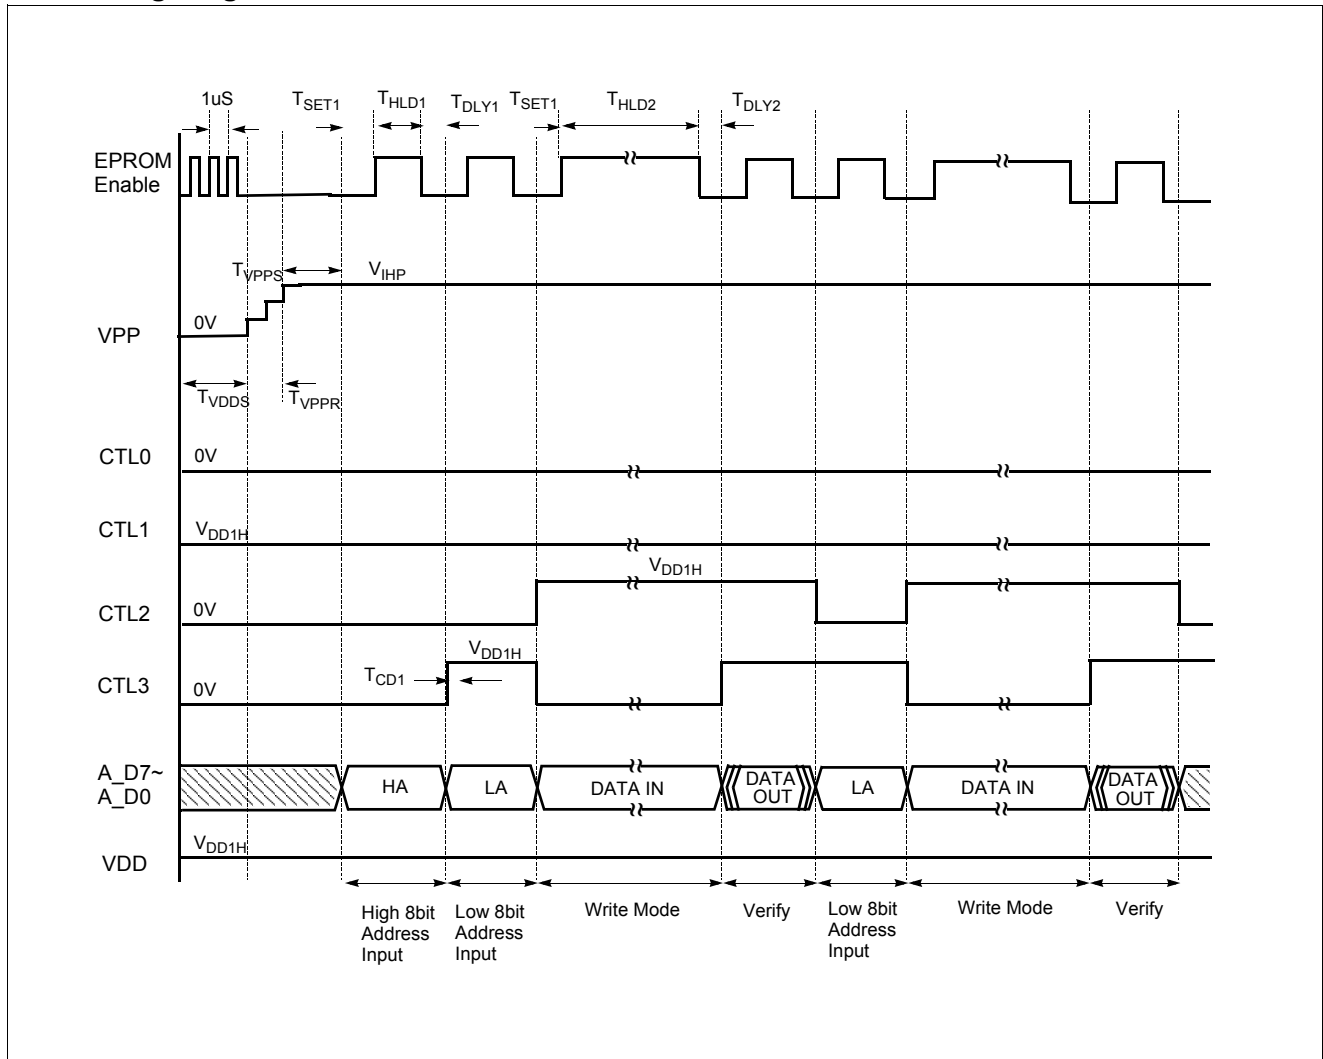 1uS
TSET1
THLD1
TDLY1
TSET1
THLD2
TDLY2
EPROM
Enable
TVPPS
VIHP
0V
VPP
TVDDS
TVPPR
CTL0
0V
CTL1
VDD1H
VDD1H
CTL2
0V
VDD1H
TCD1
CTL3
0V
A_D7~
A_D0
HA
LA
DATA IN
DATA
OUT
LA
DATA IN
DATA
OUT
VDD1H
VDD
High 8bit
Address
Input
Low 8bit
Address
Input
Write Mode
Verify
Low 8bit
Address
Input
Write Mode
Verify